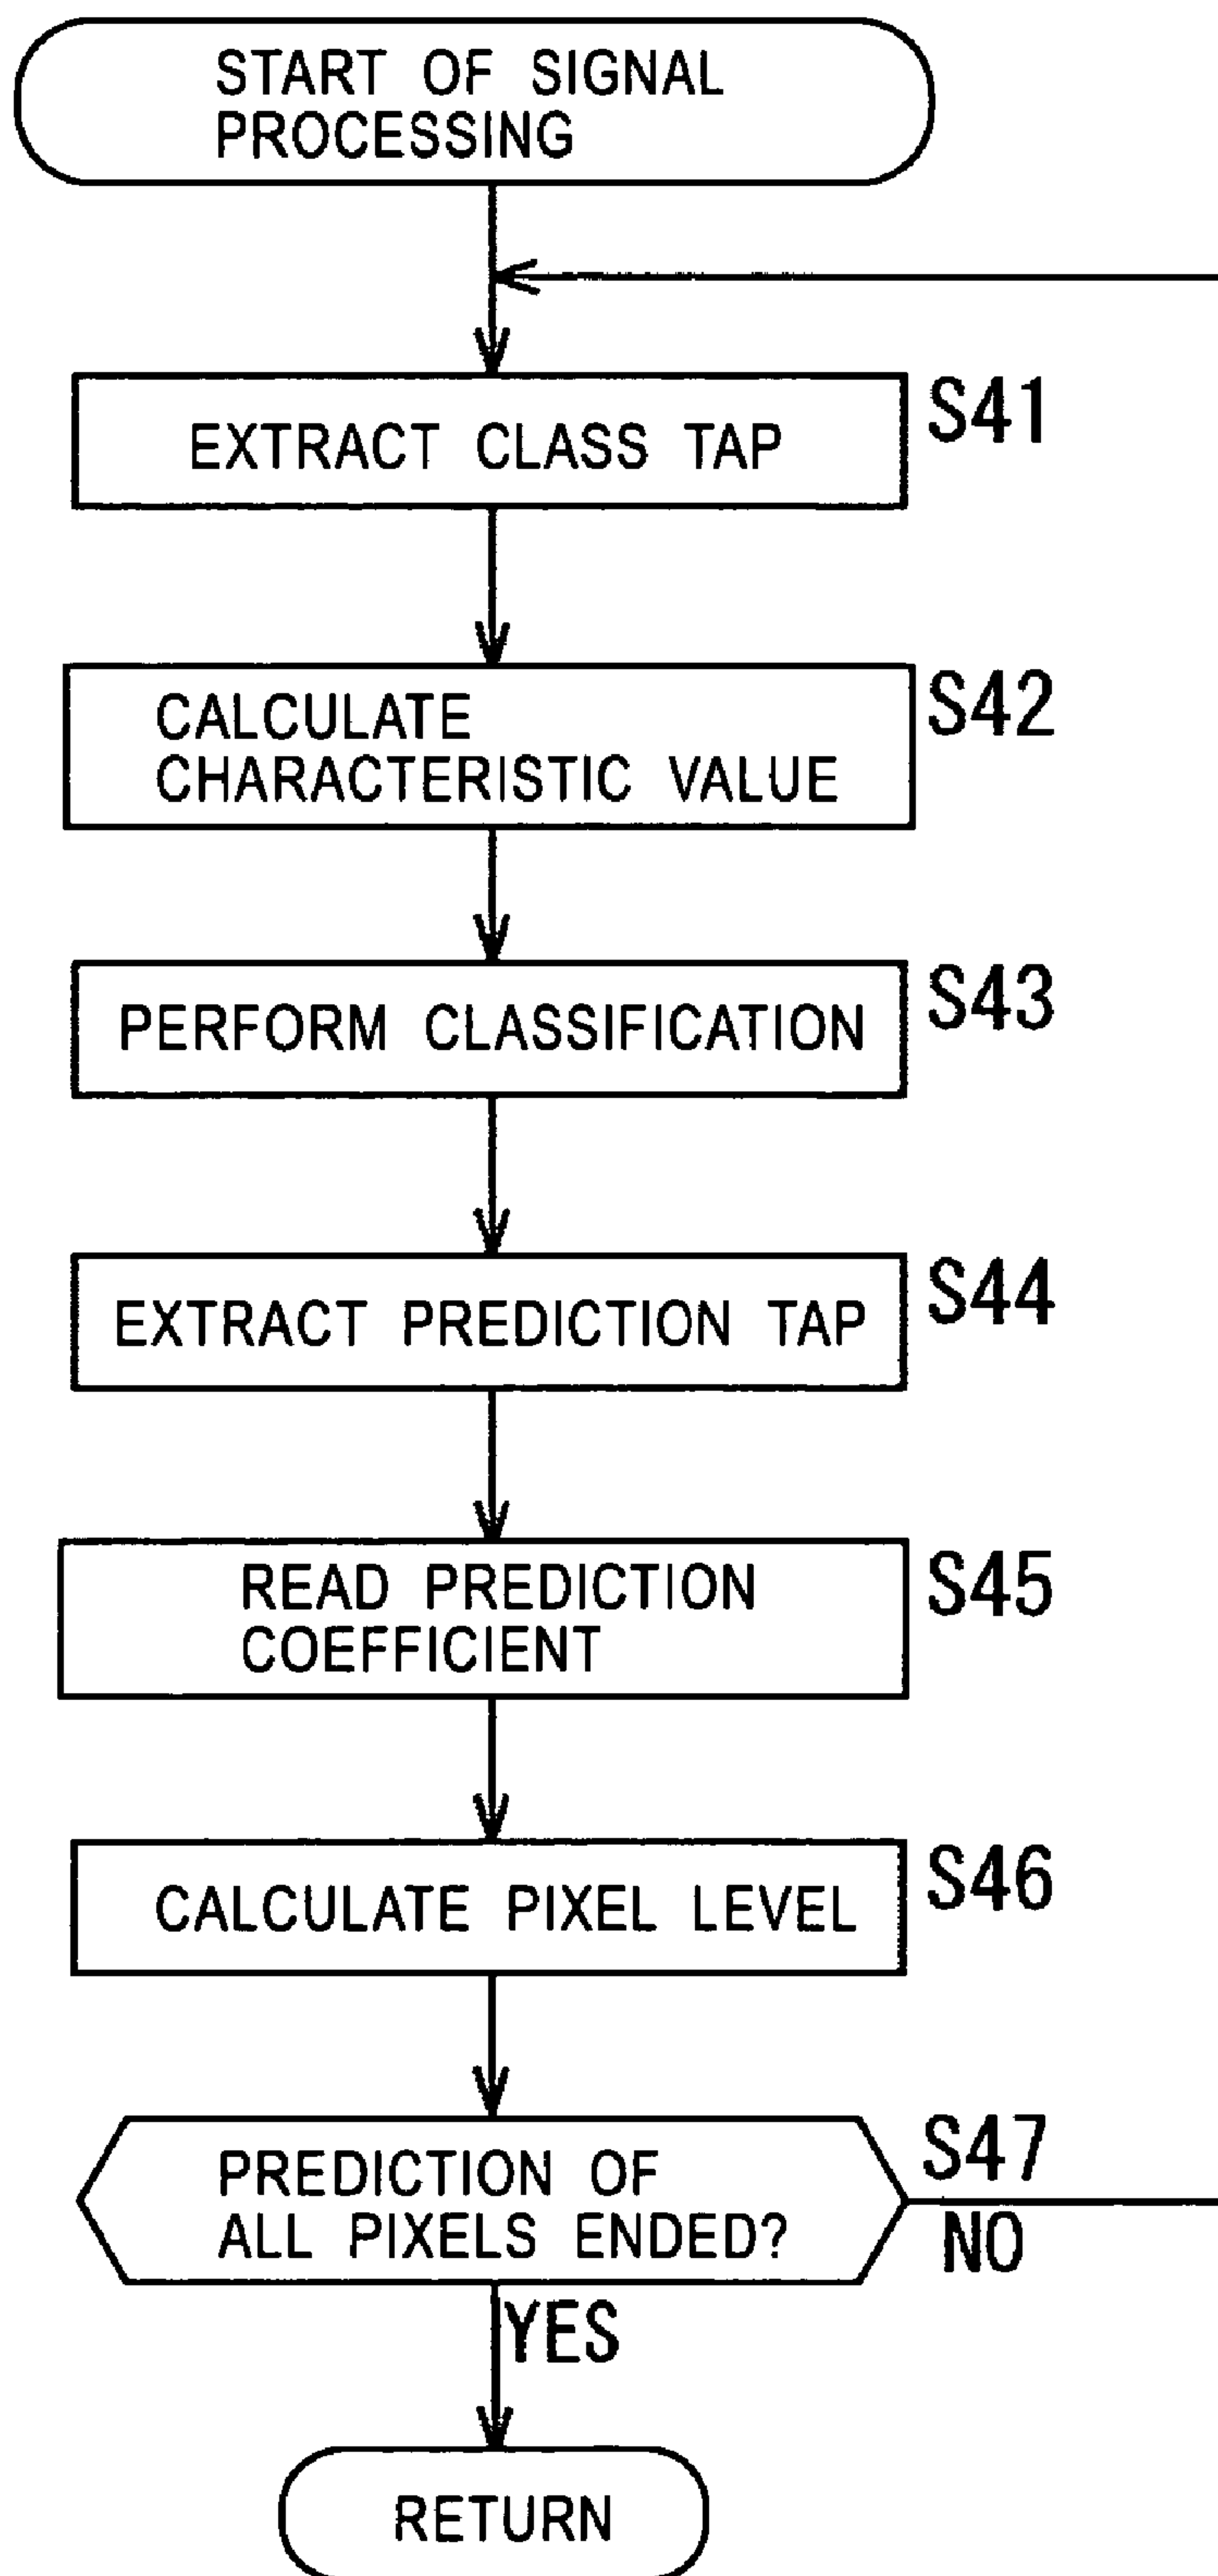 START OF SIGNAL
PROCESSING
EXTRACT CLASS TAP
S41
CALCULATE
CHARACTERISTIC VALUE
S42
PERFORM CLASSIFICATION
S43
EXTRACT PREDICTION TAP
S44
READ PREDICTION
COEFFICIENT
S45
CALCULATE PIXEL LEVEL
S46
PREDICTION OF
ALL PIXELS ENDED?
S47
NO
YES
RETURN